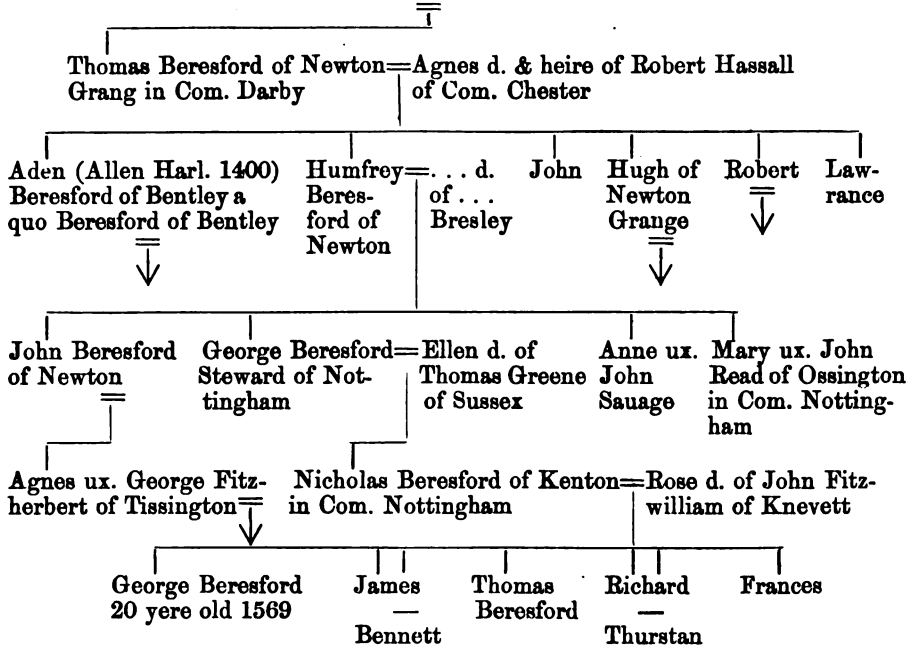 Thomas Beresford of Newton=Agnes d. & heire of Robert Hassall
Grang in Com. Darby
of Com. Chester
Aden (Allen Harl. 1400)
Beresford of Bentley a
quo Beresford of Bentley
Humfrey=
Beres-
ford of
Newton
. . . d.
of . . .
Bresley
John
Hugh of
Newton
Grange
Robert
Law-
rance
John Beresford
of Newton
George Beresford=
Steward of Not-
tingham
Ellen d. of
Thomas Greene
of Sussex
Anne ux.
John
Sauage
Mary ux. John
Read of Ossington
in Com. Notting-
ham
Agnes ux. George Fitz-
herbert of Tissington=
Nicholas Beresford of Kenton=
in Com. Nottingham
Rose d. of John Fitz-
william of Knevett
George Beresford
20 yere old 1569
James
—
Bennett
Thomas
Beresford
Richard
—
Thurstan
Frances